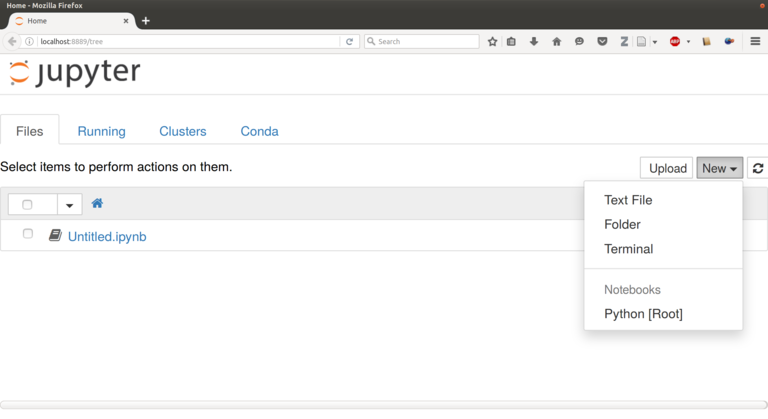 Home - Mozilla Firefox
Home
localhost:8889/tree
Search
ABP
jupyter
Files Running Clusters Conda
Select items to perform actions on them.
Upload New
Text File
Untitled.ipynb
Folder
Terminal
Notebooks
Python [Root]